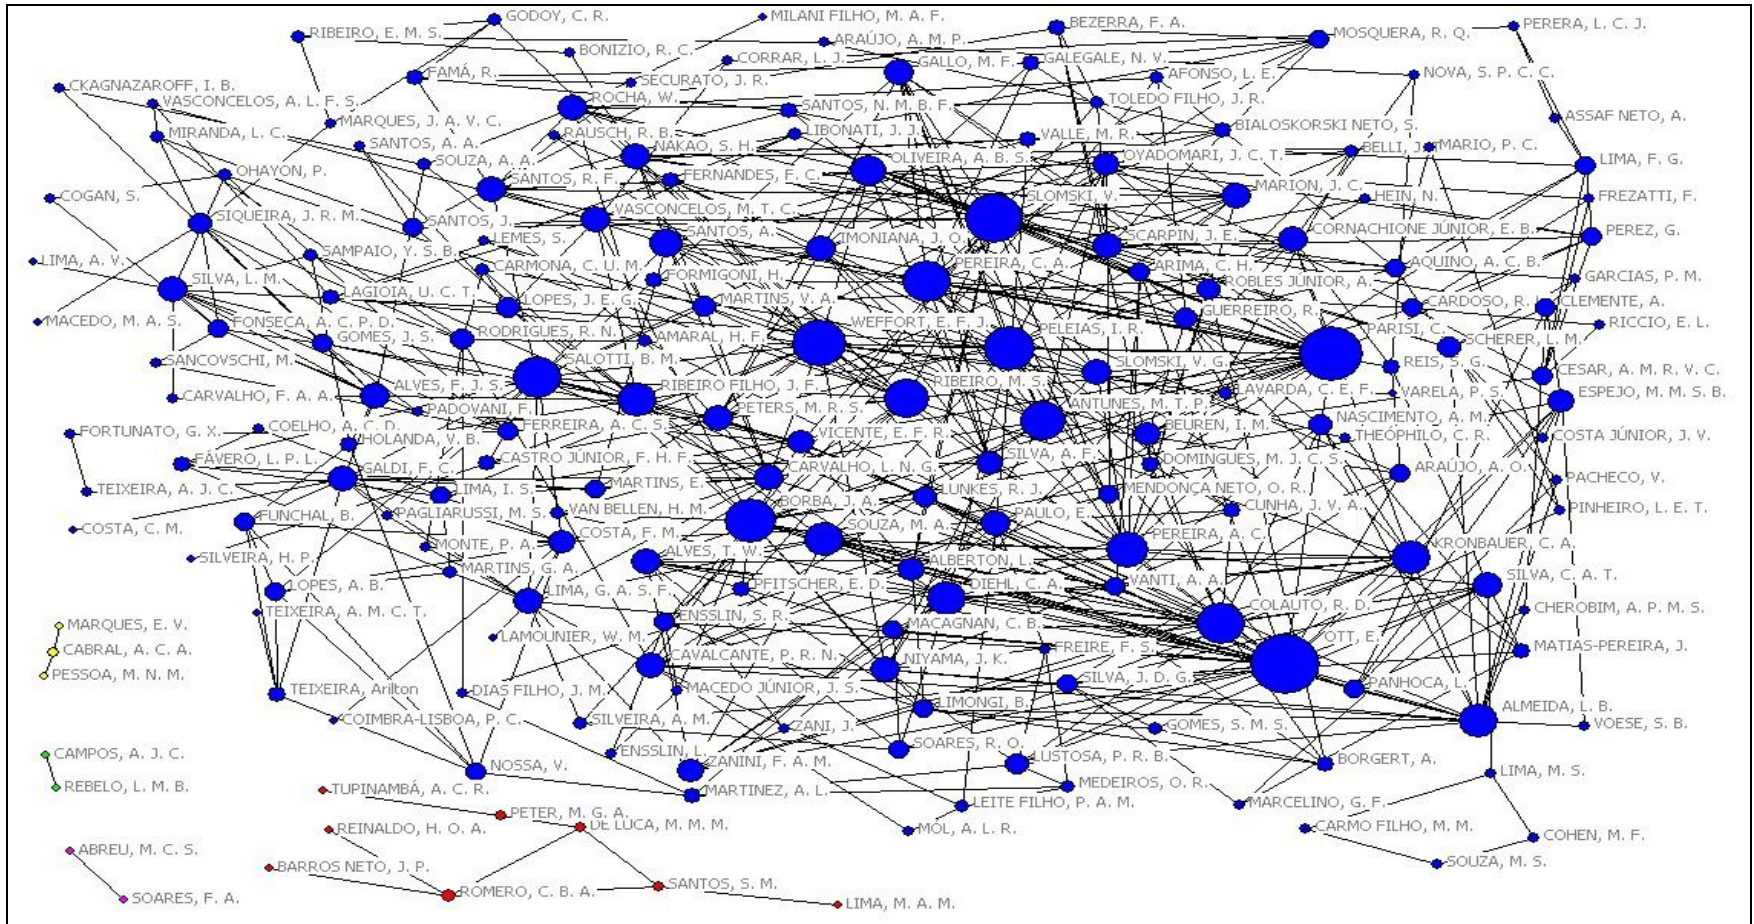 GODOY, C. R.
MILANI FILHO, M. A. F.
BEZERRA, F. A.
PERERA, L. C. J.
RIBEIRO, E. M. S.
ARAÚJO, A. M. P.
MOSQUERA, R. Q.
BONIZIO, R. C.
CORRAR, L. J.
GALLO, M. F.
GALEGALE, N. V.
FAMÁ, R.
SECURATO, J. R.
AFONSO, L. E.
NOVA, S. P. C. C.
CKAGNAZAROFF, I. B.
VASCONCELOS, A. L. F. S.
ROCHA, W.
SANTOS, N. M. B. F.
TOLEDO FILHO, J. R.
ASSAF NETO, A.
MARQUES, J. A. V. C.
MIRANDA, L. C.
RAUSCH, R. B.
LIBONATI, J. J.
VALLE, M. R.
BIALOSKORSKI NETO, S.
SANTOS, A. A.
NAKAO, S. H.
OLIVEIRA, A. B. S.
OYADOMARI, J. C. T.
BELLI, J.
MARIO, P. C.
LIMA, F. G.
SOUZA, A. A.
OHAYON, P.
SANTOS, R. F.
FERNANDES, F. C.
MARION, J. C.
COGAN, S.
SLOMSKI, V.
HEIN, N.
FREZATTI, F.
SIQUEIRA, J. R. M.
SANTOS, J.
VASCONCELOS, M. T. C.
SANTOS, A.
IMONIANA, J. O.
SCARPIN, J. E.
CORNACHIONE JÚNIOR, E. B.
PEREZ, G.
LEMES, S.
SAMPAIO, Y. S. B.
LIMA, A. V.
CARMONA, C. U. M.
FORMIGONI, H.
PEREIRA, C. A.
ARIMA, C. H.
AQUINO, A. C. B.
GARCIAS, P. M.
SILVA, L. M.
ROBLES JÚNIOR, A.
LAGIOIA, U. C. T.
LOPES, J. E. G.
MARTINS, V. A.
CARDOSO, R. L.
CLEMENTE, A.
MACEDO, M. A. S.
FONSECA, A. C. P. D.
GUERREIRO, R.
RICCIO, E. L.
GOMES, J. S.
RODRIGUES, R. N.
AMARAL, H. F.
WEFFORT, E. F. J.
PELEIAS, I. R.
PARISI, C.
SCHERER, L. M.
SANCOVSCHI, M.
SALOTTI, B. M.
SLOMSKI, V. G.
REIS, S. G.
CESAR, A. M. R. V. C.
CARVALHO, F. A. A.
ALVES, F. J. S.
RIBEIRO FILHO, J. F.
RIBEIRO, M. S.
LAVARDA, C. E. F.
VARELA, P. S.
ESPEJO, M. M. S. B.
PADOVANI, F.
PETERS, M. R. S.
ANTUNES, M. T. P.
NASCIMENTO, A. M.
FORTUNATO, G. X.
COELHO, A. C. D.
FERREIRA, A. C. S.
VICENTE, E. F. R.
BEUREN, I. M.
THEÓPHILO, C. R.
COSTA JÚNIOR, J. V.
HOLANDA, V. B.
FÁVERO, L. P. L.
CASTRO JÚNIOR, F. H. F.
SILVA, A. F.
DOMINGUES, M. J. C. S.
GALDI, F. C.
CARVALHO, L. N. G.
ARAÚJO, A. O.
PACHECO, V.
TEIXEIRA, A. J. C.
LIMA, I. S.
MARTINS, E.
LUNKES, R. J.
MENDONÇA NETO, O. R.
COSTA, C. M.
FUNCHAL, B.
PAGLIARUSSI, M. S.
VAN BELLEN, H. M.
BORBA, J. A.
PAULO, E.
CUNHA, J. V. A.
PINHEIRO, L. E. T.
COSTA, F. M.
SOUZA, M. A.
MONTE, P. A.
PEREIRA, A. C.
KRONBAUER, C. A.
SILVEIRA, H. P.
ALVES, T. W.
ALBERTON, L.
MARTINS, G. A.
LOPES, A. B.
LIMA, G. A. S. F.
PFITSCHER, E. D.
DIEHL, C. A.
VANTI, A. A.
SILVA, C. A. T.
TEIXEIRA, A. M. C. T.
ENSSLIN, S. R.
COLAUTO, R. D.
CHEROBIM, A. P. M. S.
MARQUES, E. V.
LAMOUNIER, W. M.
MACAGNAN, C. B.
CABRAL, A. C. A.
CAVALCANTE, P. R. N.
NIYAMA, J. K.
FREIRE, F. S.
OTT, E.
MATIAS-PEREIRA, J.
PESSOA, M. N. M.
TEIXEIRA, Arilton
DIAS FILHO, J. M.
MACEDO JÚNIOR, J. S.
SILVA, J. D. G.
PANHOCA, L.
COIMBRA-LISBOA, P. C.
SILVEIRA, A. M.
ZANI, J.
LIMONGI, B.
GOMES, S. M. S.
ALMEIDA, L. B.
VOESE, S. B.
CAMPOS, A. J. C.
ENSSLIN, L.
SOARES, R. O.
NOSSA, V.
ZANINI, F. A. M.
LUSTOSA, P. R. B.
BORGERT, A.
LIMA, M. S.
REBELO, L. M. B.
TUPINAMBÁ, A. C. R.
MARTINEZ, A. L.
MEDEIROS, O. R.
PETER, M. G. A.
LEITE FILHO, P. A. M.
MARCELINO, G. F.
REINALDO, H. O. A.
DE LUCA, M. M. M.
MOL, A. L. R.
CARMO FILHO, M. M.
COHEN, M. F.
ABREU, M. C. S.
BARROS NETO, J. P.
SOUZA, M. S.
ROMERO, C. B. A.
SANTOS, S. M.
SOARES, F. A.
LIMA, M. A. M.